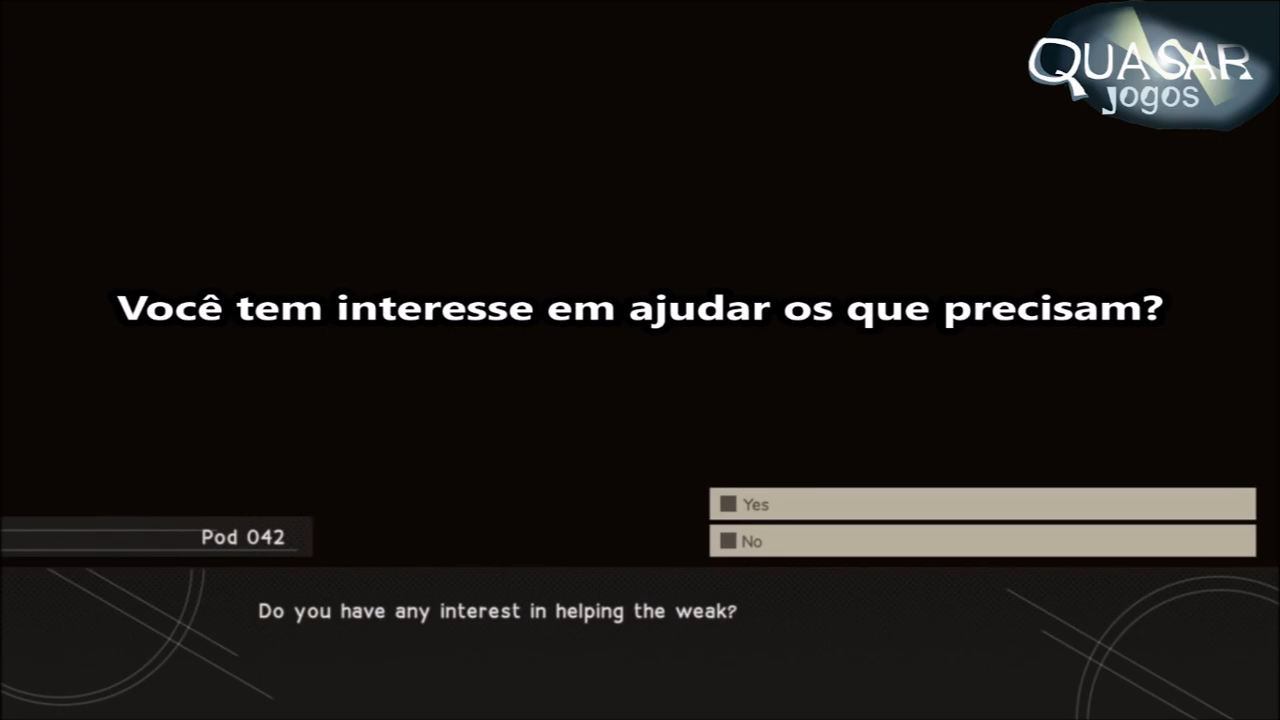 QUASAR
jogos
Você tem interesse em ajudar os que precisam?
Yes
No
Pod 042
Do you have any interest in helping the weak?